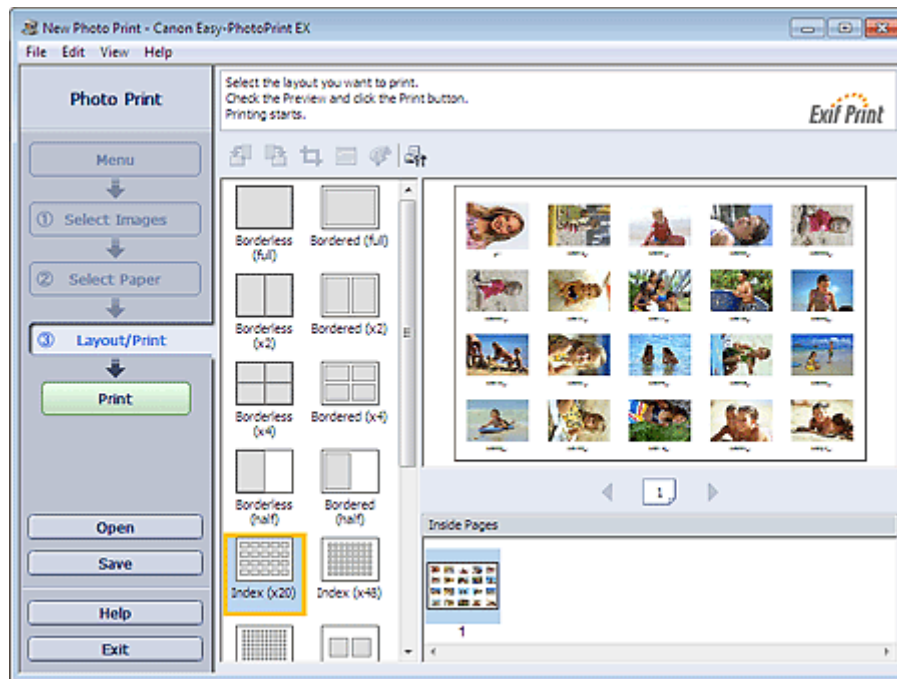 New Photo Print - Canon Easy-PhotoPrint EX
File Edit View Help
Photo Print
Select the layout you want to print.
Check the Preview and click the Print button.
Printing starts.
Exif Print
Menu
① Select Images
② Select Paper
③ Layout/Print
Print
Open
Save
Help
Exit
Borderless (full)
Bordered (full)
Borderless (x2)
Bordered (x2)
Borderless (x4)
Bordered (x4)
Borderless (half)
Bordered (half)
Index (x20)
Index (x48)
1
Inside Pages
1